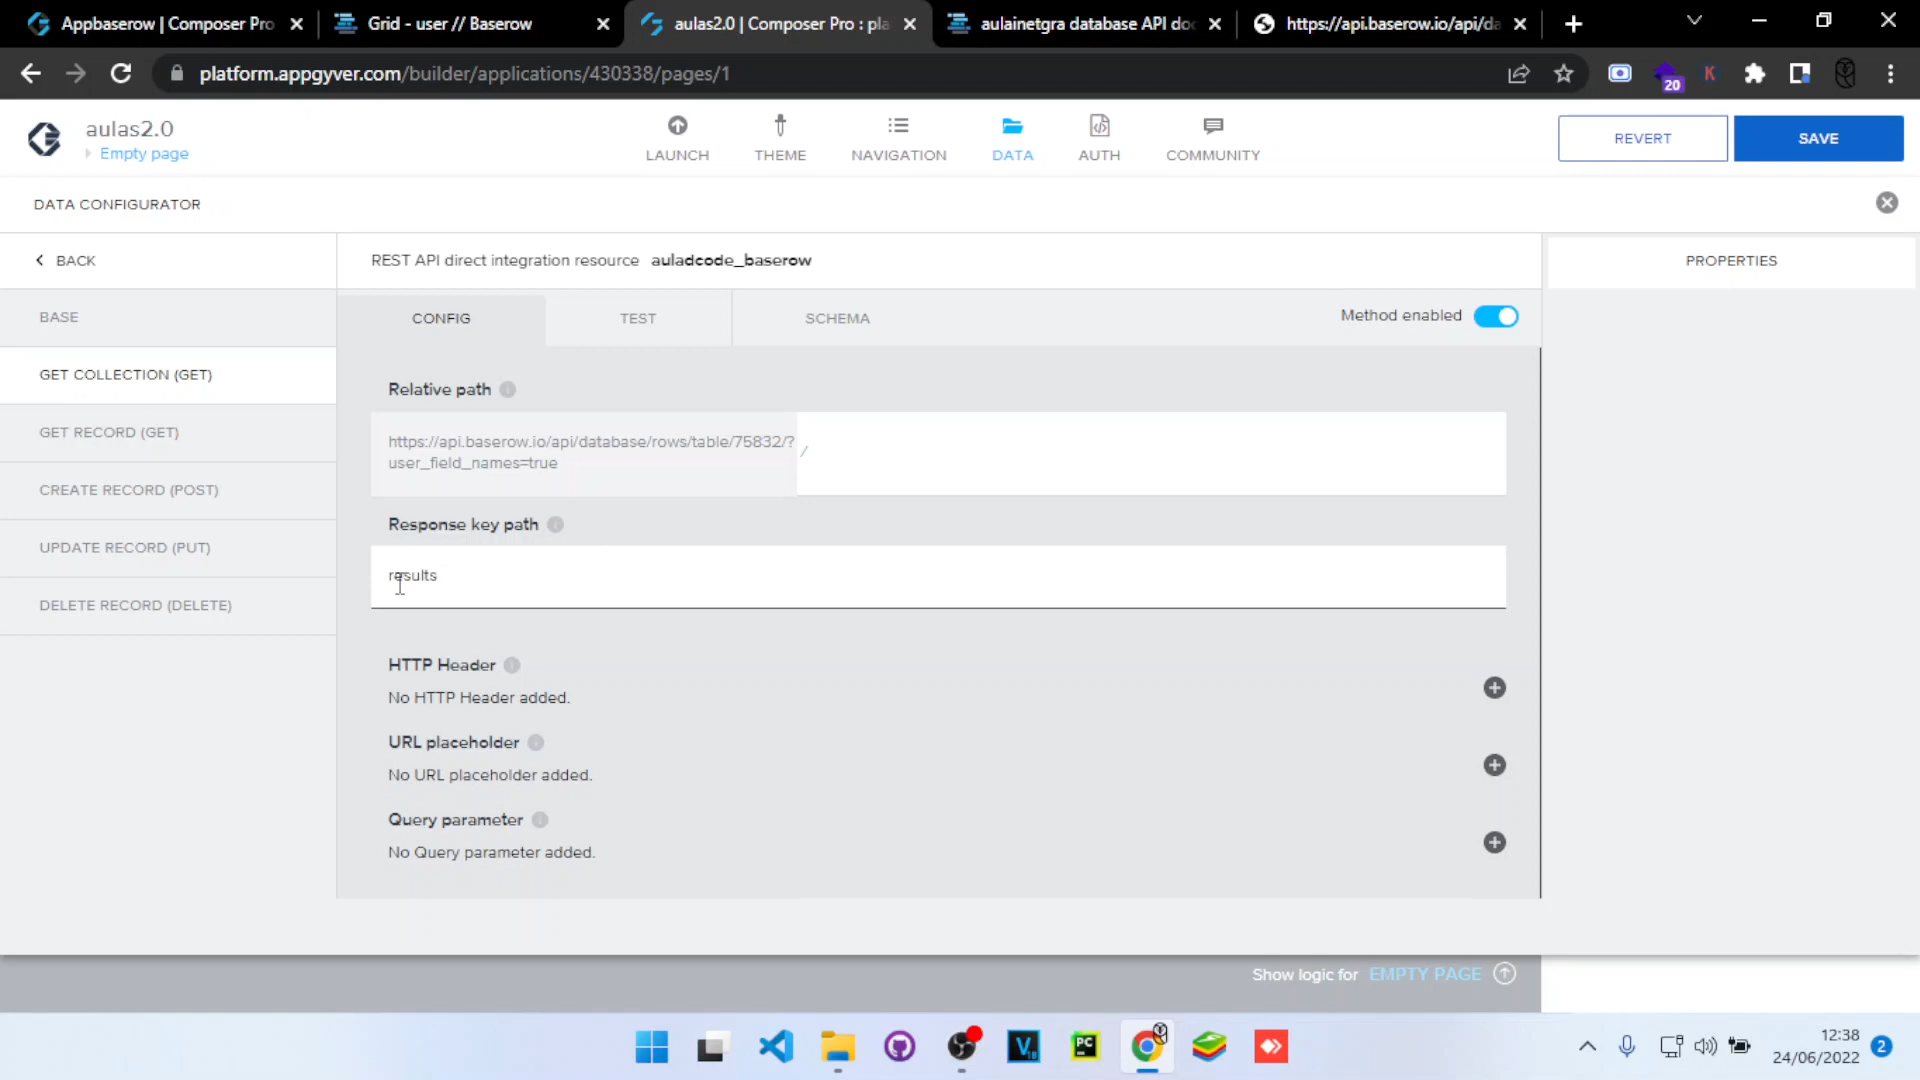 Appbaserow | Composer Pro
Grid - user // Baserow
aulas2.0 | Composer Pro : pla
aulainetgra database API do
https://api.baserow.io/api/da
platform.appgyver.com/builder/applications/430338/pages/1
20
K
aulas2.0
Empty page
LAUNCH
THEME
NAVIGATION
DATA
AUTH
COMMUNITY
REVERT
SAVE
DATA CONFIGURATOR
BACK
REST API direct integration resource auladcode_baserow
PROPERTIES
BASE
CONFIG
TEST
SCHEMA
Method enabled
GET COLLECTION (GET)
Relative path
GET RECORD (GET)
https://api.baserow.io/api/database/rows/table/75832/?
user_field_names=true
/
CREATE RECORD (POST)
Response key path
UPDATE RECORD (PUT)
results
DELETE RECORD (DELETE)
HTTP Header
No HTTP Header added.
URL placeholder
No URL placeholder added.
Query parameter
No Query parameter added.
Show logic for EMPTY PAGE
V
18
PC
12:38
24/06/2022
2